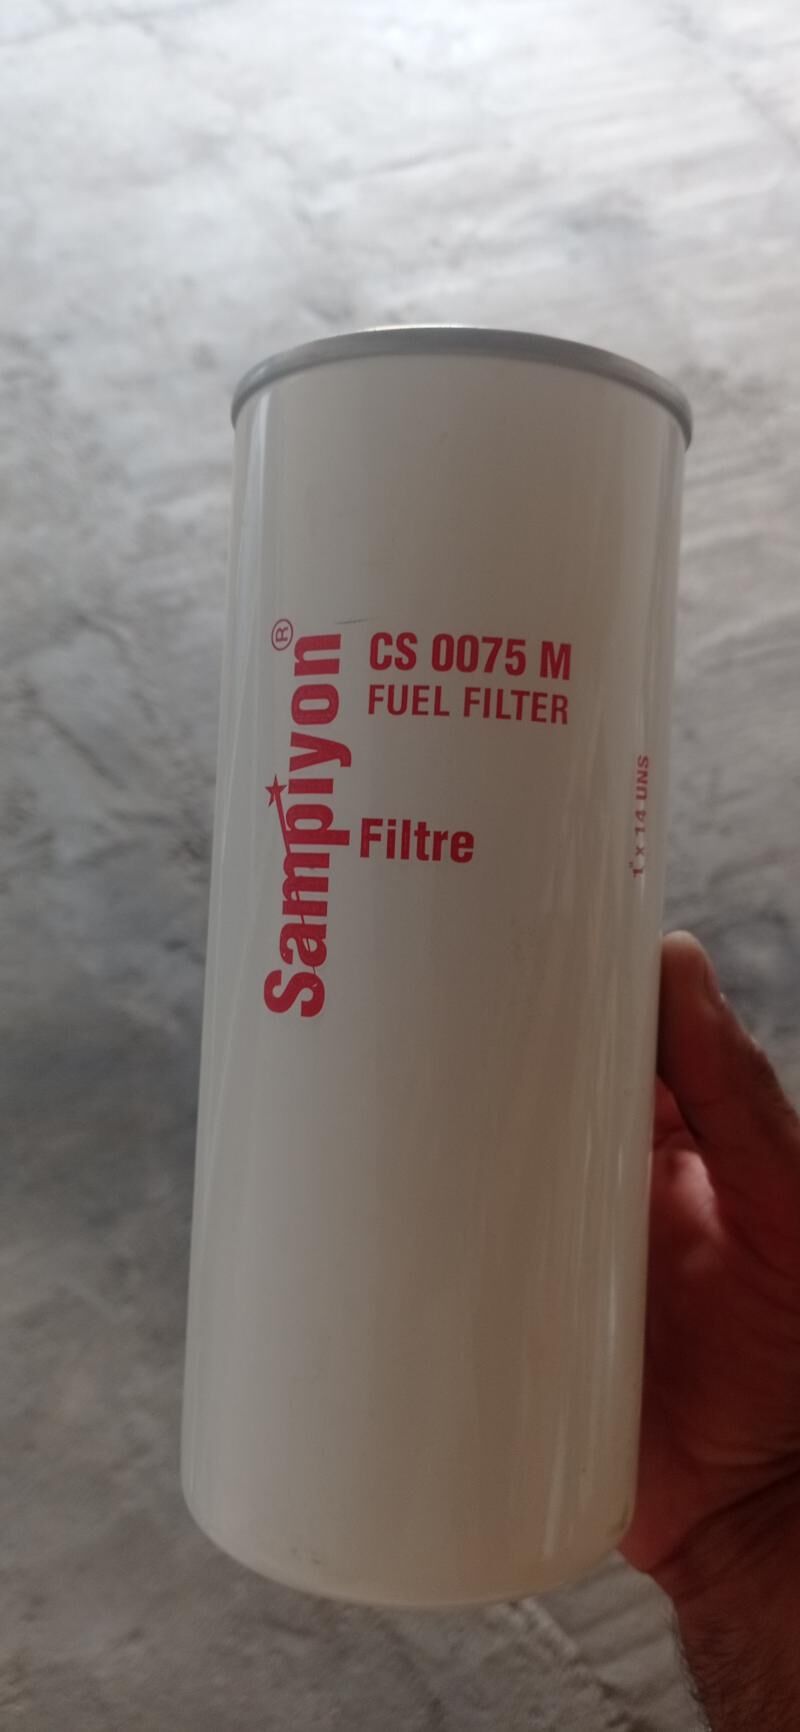 Sampiyon®
Filtre
CS 0075 M
FUEL FILTER
1" x 14 UNS